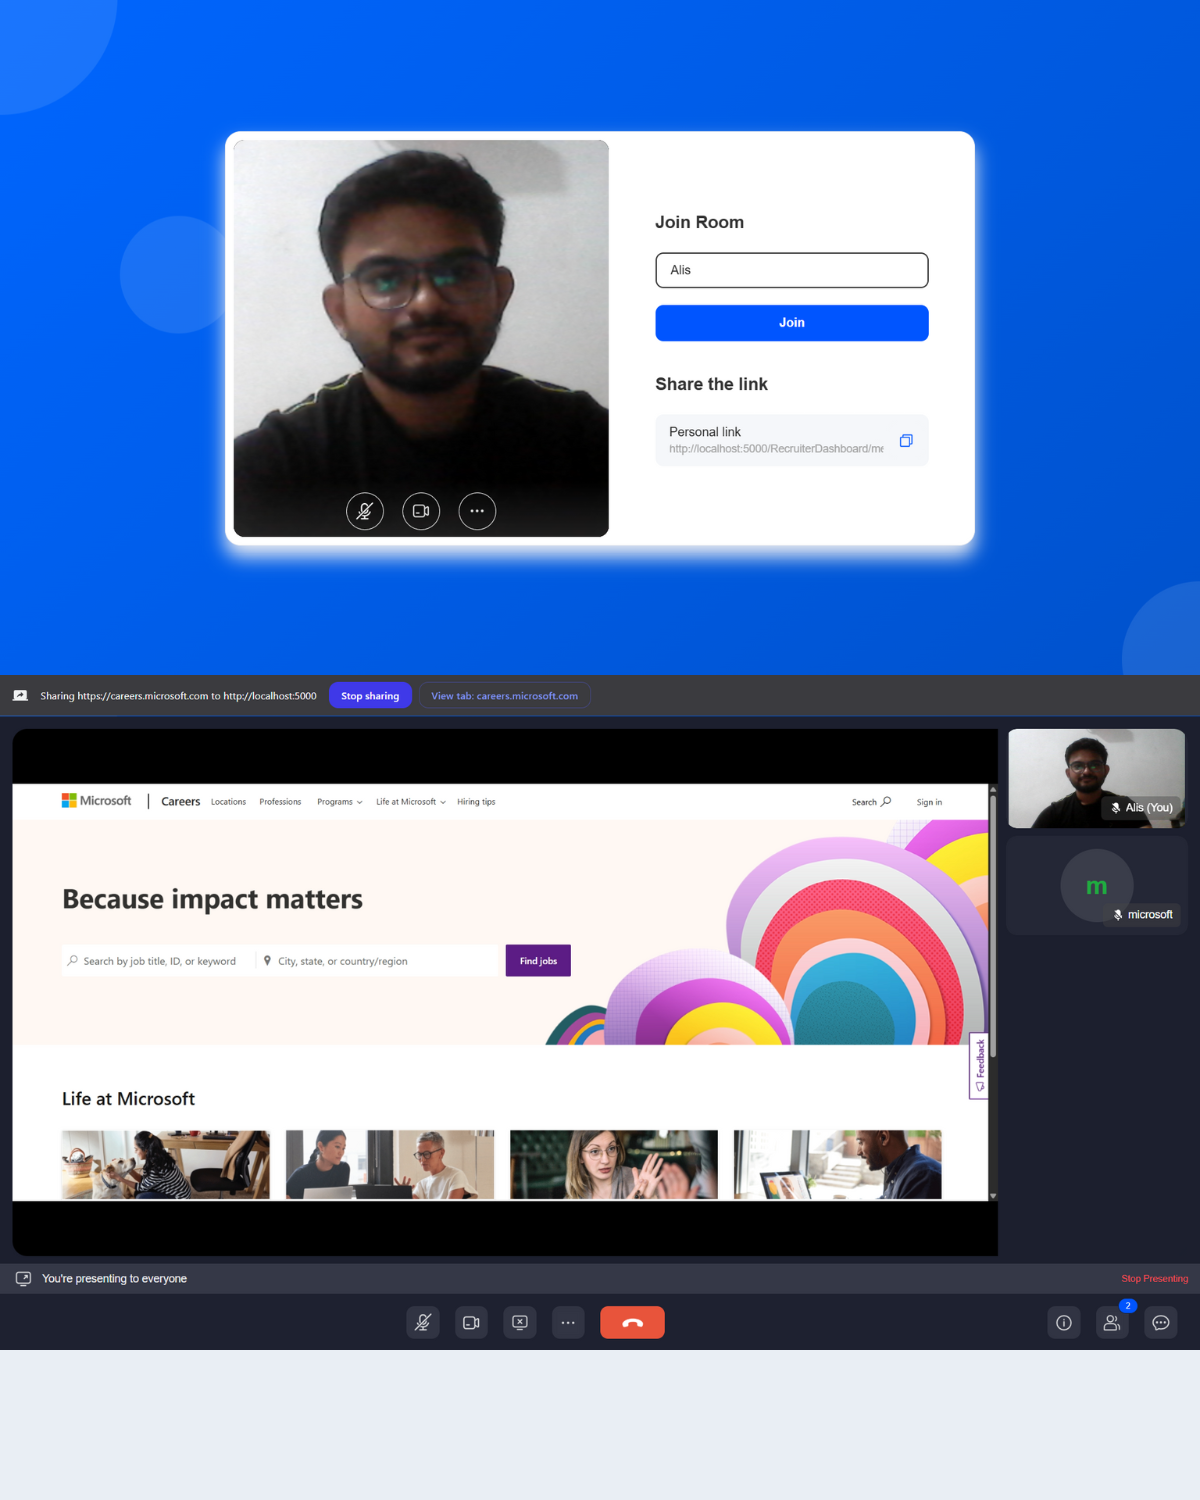 Join Room
Alis
Join
Share the link
Personal link
http://localhost:5000/RecruiterDashboard/me
Sharing https://careers.microsoft.com to http://localhost:5000
Stop sharing
View tab: careers.microsoft.com
Microsoft | Careers Locations Professions Programs Life at Microsoft Hiring tips Search Sign in
Alis (You)
Because impact matters
m
microsoft
Search by job title, ID, or keyword City, state, or country/region Find jobs
Feedback
Life at Microsoft
You're presenting to everyone
Stop Presenting
2